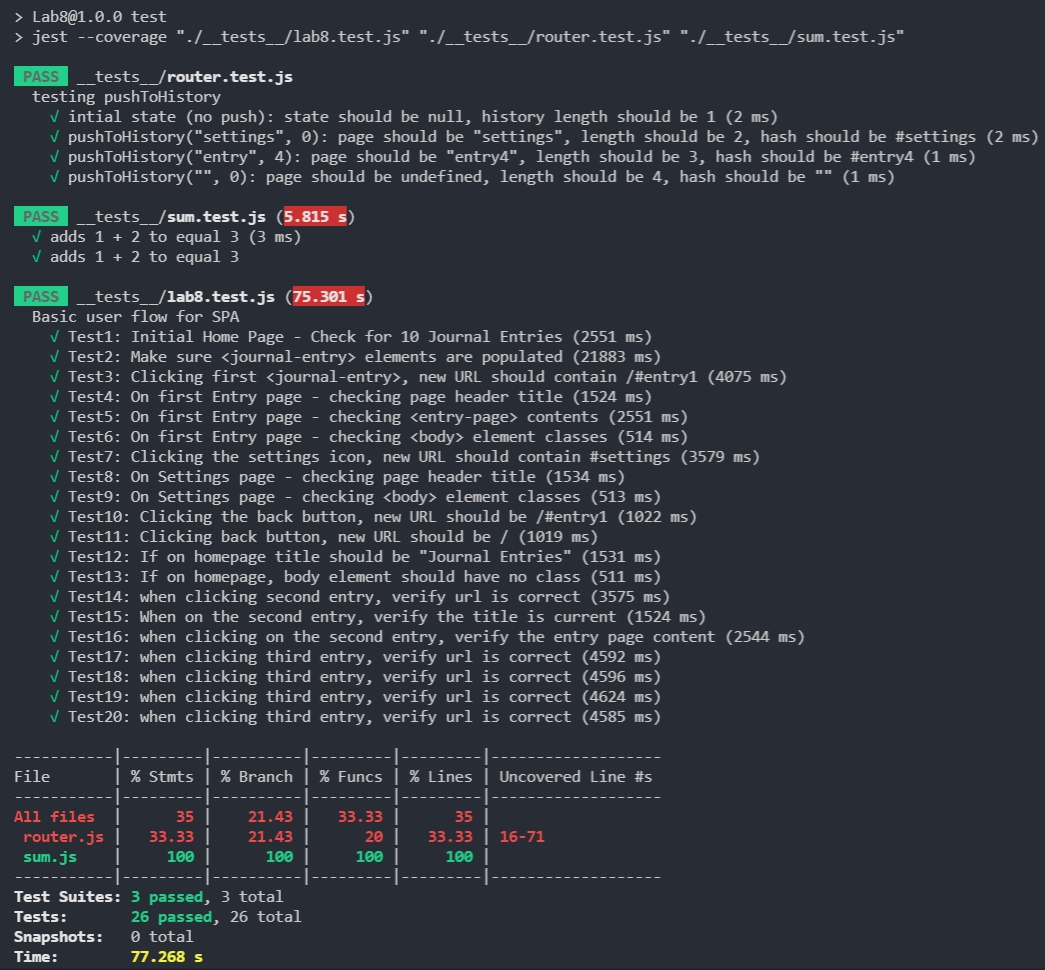 > Lab8@1.0.0 test
> jest --coverage "./__tests__/lab8.test.js" "./__tests__/router.test.js" "./__tests__/sum.test.js"
PASS __tests__/router.test.js
testing pushToHistory
√ intial state (no push): state should be null, history length should be 1 (2 ms)
√ pushToHistory("settings", 0): page should be "settings", length should be 2, hash should be #settings (2 ms)
√ pushToHistory("entry", 4): page should be "entry4", length should be 3, hash should be #entry4 (1 ms)
√ pushToHistory("", 0): page should be undefined, length should be 4, hash should be "" (1 ms)
PASS __tests__/sum.test.js (5.815 s)
√ adds 1 + 2 to equal 3 (3 ms)
√ adds 1 + 2 to equal 3
PASS __tests__/lab8.test.js (75.301 s)
Basic user flow for SPA
√ Test1: Initial Home Page - Check for 10 Journal Entries (2551 ms)
√ Test2: Make sure <journal-entry> elements are populated (21883 ms)
√ Test3: Clicking first <journal-entry>, new URL should contain /#entry1 (4075 ms)
√ Test4: On first Entry page - checking page header title (1524 ms)
√ Test5: On first Entry page - checking <entry-page> contents (2551 ms)
√ Test6: On first Entry page - checking <body> element classes (514 ms)
√ Test7: Clicking the settings icon, new URL should contain #settings (3579 ms)
√ Test8: On Settings page - checking page header title (1534 ms)
√ Test9: On Settings page - checking <body> element classes (513 ms)
√ Test10: Clicking the back button, new URL should be /#entry1 (1022 ms)
√ Test11: Clicking back button, new URL should be / (1019 ms)
√ Test12: If on homepage title should be "Journal Entries" (1531 ms)
√ Test13: If on homepage, body element should have no class (511 ms)
√ Test14: when clicking second entry, verify url is correct (3575 ms)
√ Test15: When on the second entry, verify the title is current (1524 ms)
√ Test16: when clicking on the second entry, verify the entry page content (2544 ms)
√ Test17: when clicking third entry, verify url is correct (4592 ms)
√ Test18: when clicking third entry, verify url is correct (4596 ms)
√ Test19: when clicking third entry, verify url is correct (4624 ms)
√ Test20: when clicking third entry, verify url is correct (4585 ms)
-----------|---------|----------|---------|---------|-------------------
File | % Stmts | % Branch | % Funcs | % Lines | Uncovered Line #s
-----------|---------|----------|---------|---------|-------------------
All files | 35 | 21.43 | 33.33 | 35 |
router.js | 33.33 | 21.43 | 20 | 33.33 | 16-71
sum.js | 100 | 100 | 100 | 100 |
-----------|---------|----------|---------|---------|-------------------
Test Suites: 3 passed, 3 total
Tests: 26 passed, 26 total
Snapshots: 0 total
Time: 77.268 s